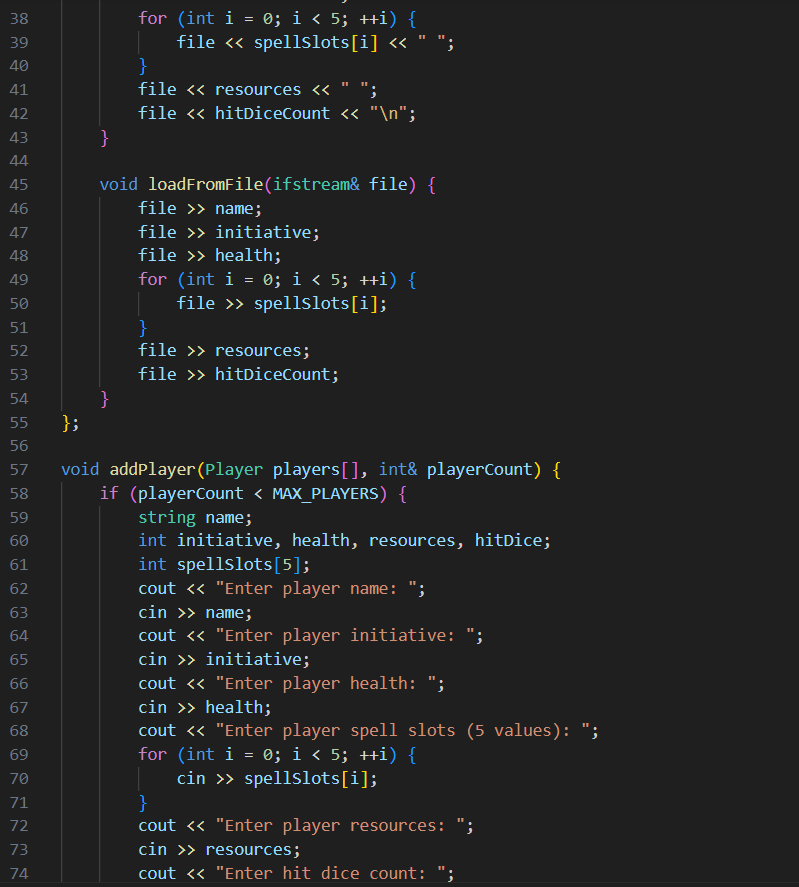 38 for (int i = 0; i < 5; ++i) {
39 file << spellSlots[i] << " ";
40 }
41 file << resources << " ";
42 file << hitDiceCount << "\n";
43 }
44
45 void loadFromFile(ifstream& file) {
46 file >> name;
47 file >> initiative;
48 file >> health;
49 for (int i = 0; i < 5; ++i) {
50 file >> spellSlots[i];
51 }
52 file >> resources;
53 file >> hitDiceCount;
54 }
55 };
56
57 void addPlayer(Player players[], int& playerCount) {
58 if (playerCount < MAX_PLAYERS) {
59 string name;
60 int initiative, health, resources, hitDice;
61 int spellSlots[5];
62 cout << "Enter player name: ";
63 cin >> name;
64 cout << "Enter player initiative: ";
65 cin >> initiative;
66 cout << "Enter player health: ";
67 cin >> health;
68 cout << "Enter player spell slots (5 values): ";
69 for (int i = 0; i < 5; ++i) {
70 cin >> spellSlots[i];
71 }
72 cout << "Enter player resources: ";
73 cin >> resources;
74 cout << "Enter hit dice count: ";